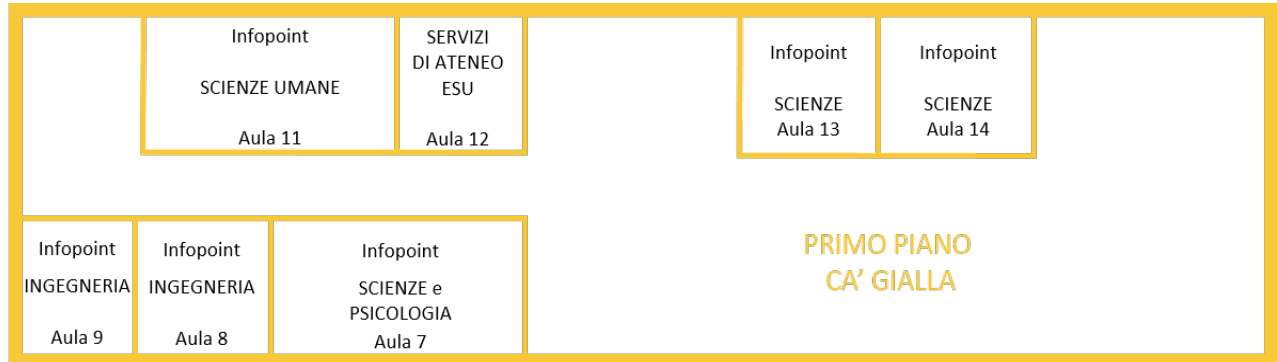 Infopoint
SCIENZE UMANE
Aula 11
SERVIZI
DI ATENEO
ESU
Aula 12
Infopoint
SCIENZE
Aula 13
Infopoint
SCIENZE
Aula 14
Infopoint
INGEGNERIA
Aula 9
Infopoint
INGEGNERIA
Aula 8
Infopoint
SCIENZE e
PSICOLOGIA
Aula 7
PRIMO PIANO
CA’ GIALLA